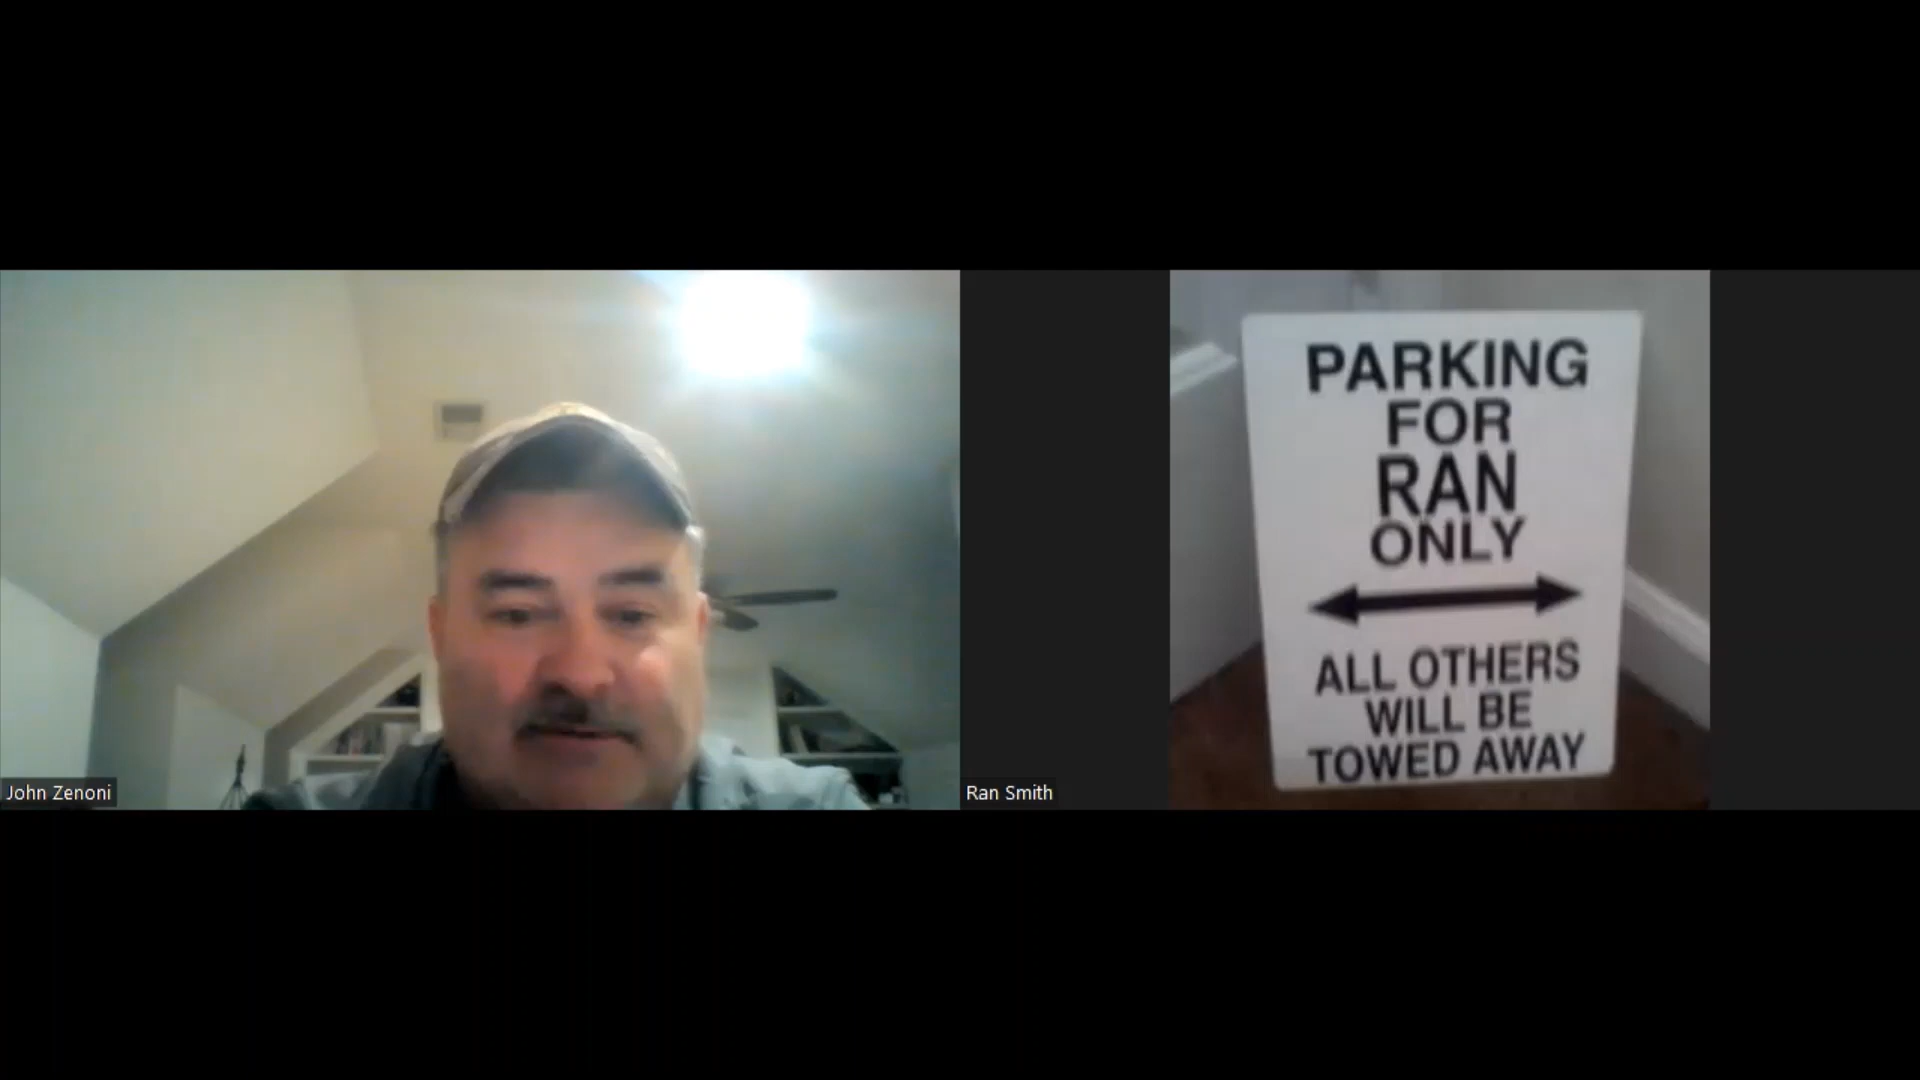 John Zenoni
PARKING
FOR
RAN
ONLY
ALL OTHERS
WILL BE
TOWED AWAY
Ran Smith